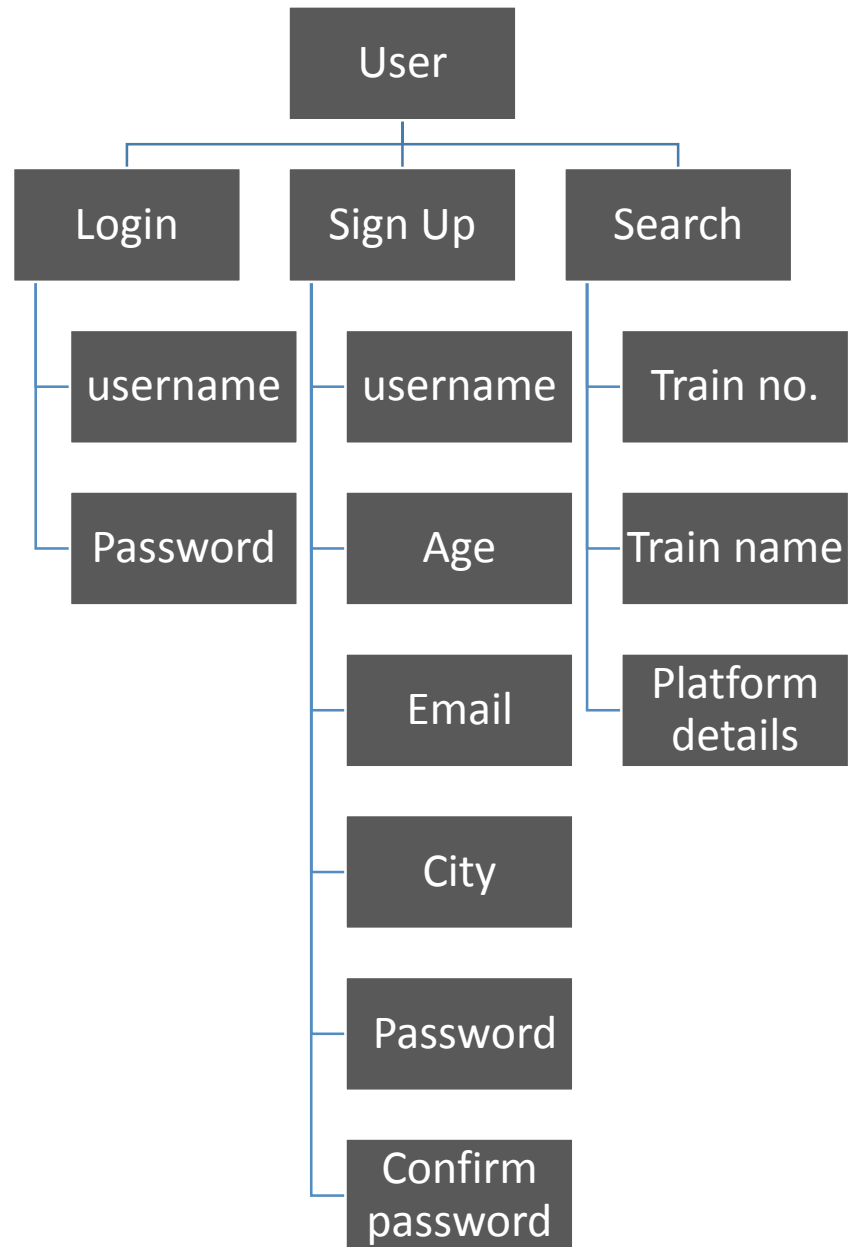 User
Login
Sign Up
Search
username
username
Train no.
Password
Age
Train name
Email
Platform
details
City
Password
Confirm
password